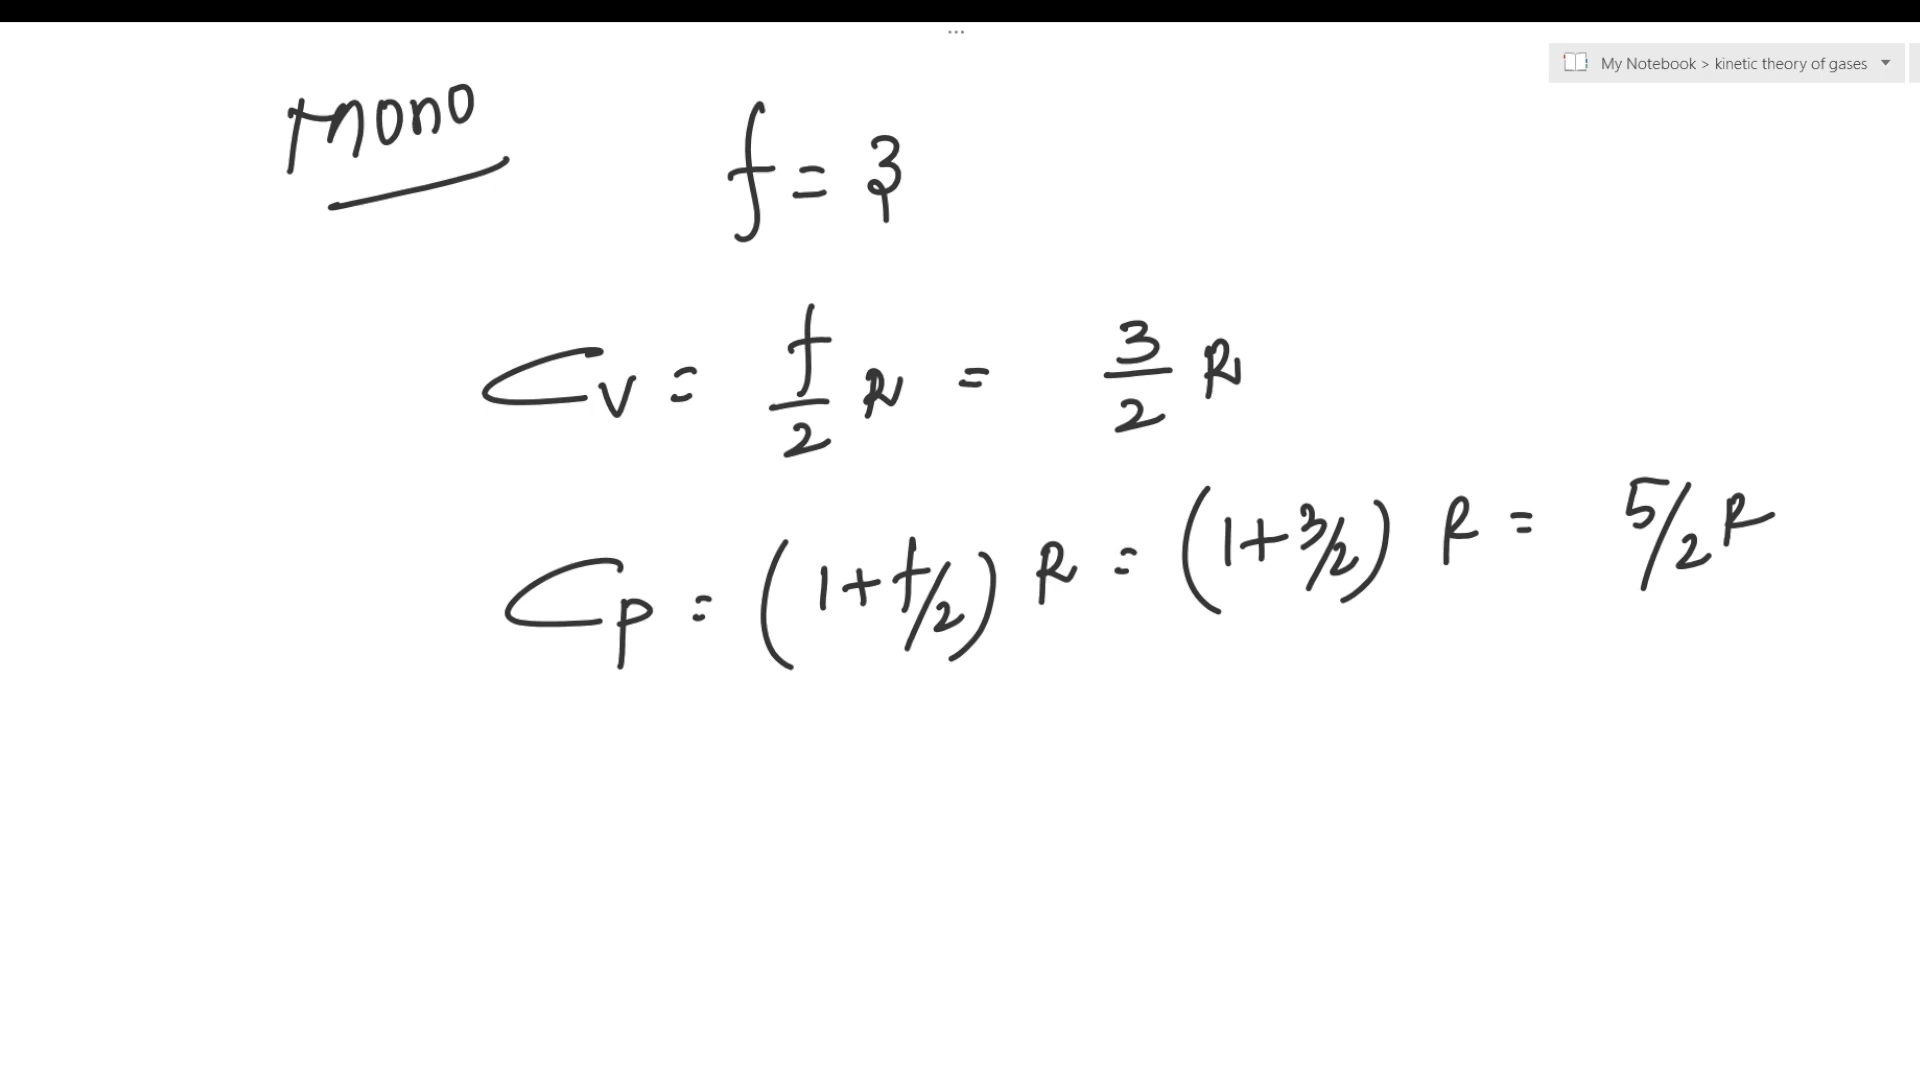 ...
My Notebook > kinetic theory of gases
Mono
f = 3
Cv = f/2 R = 3/2 R
Cp = (1+f/2) R = (1+3/2) R = 5/2 R